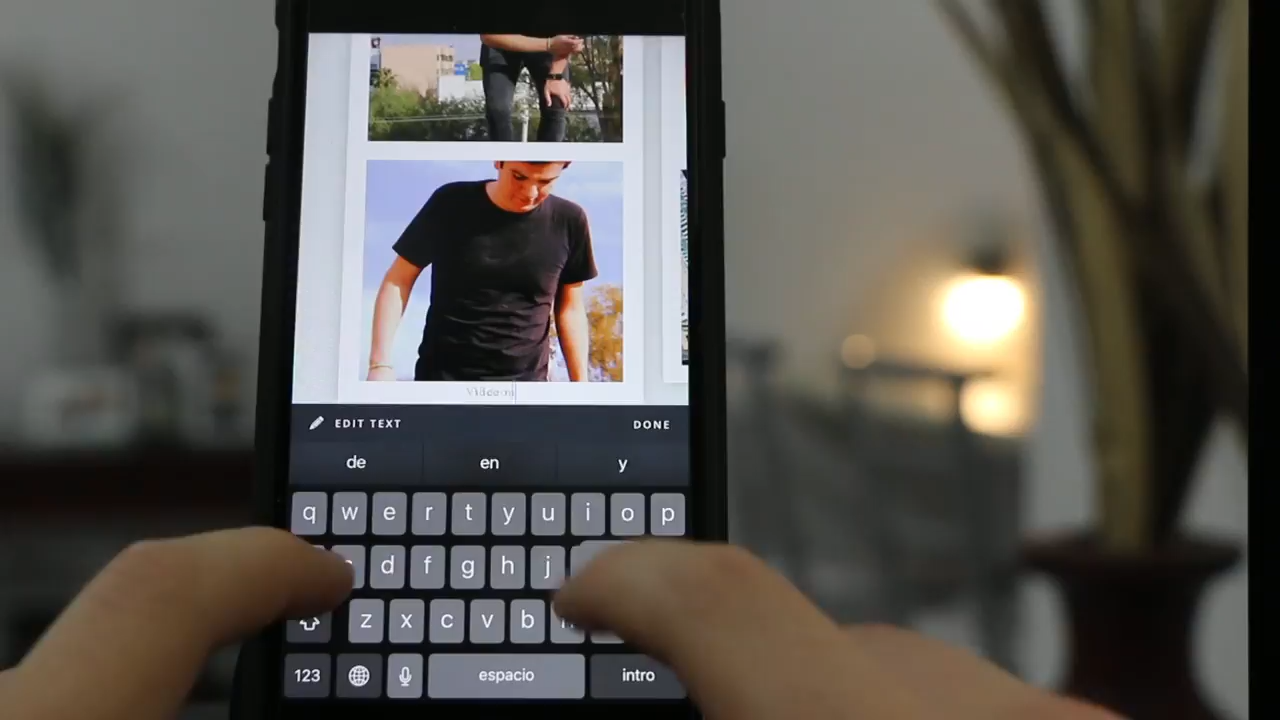 EDIT TEXT DONE
de en y
q w e r t y u i o p
d f g h j
z x c v b
123 espacio intro